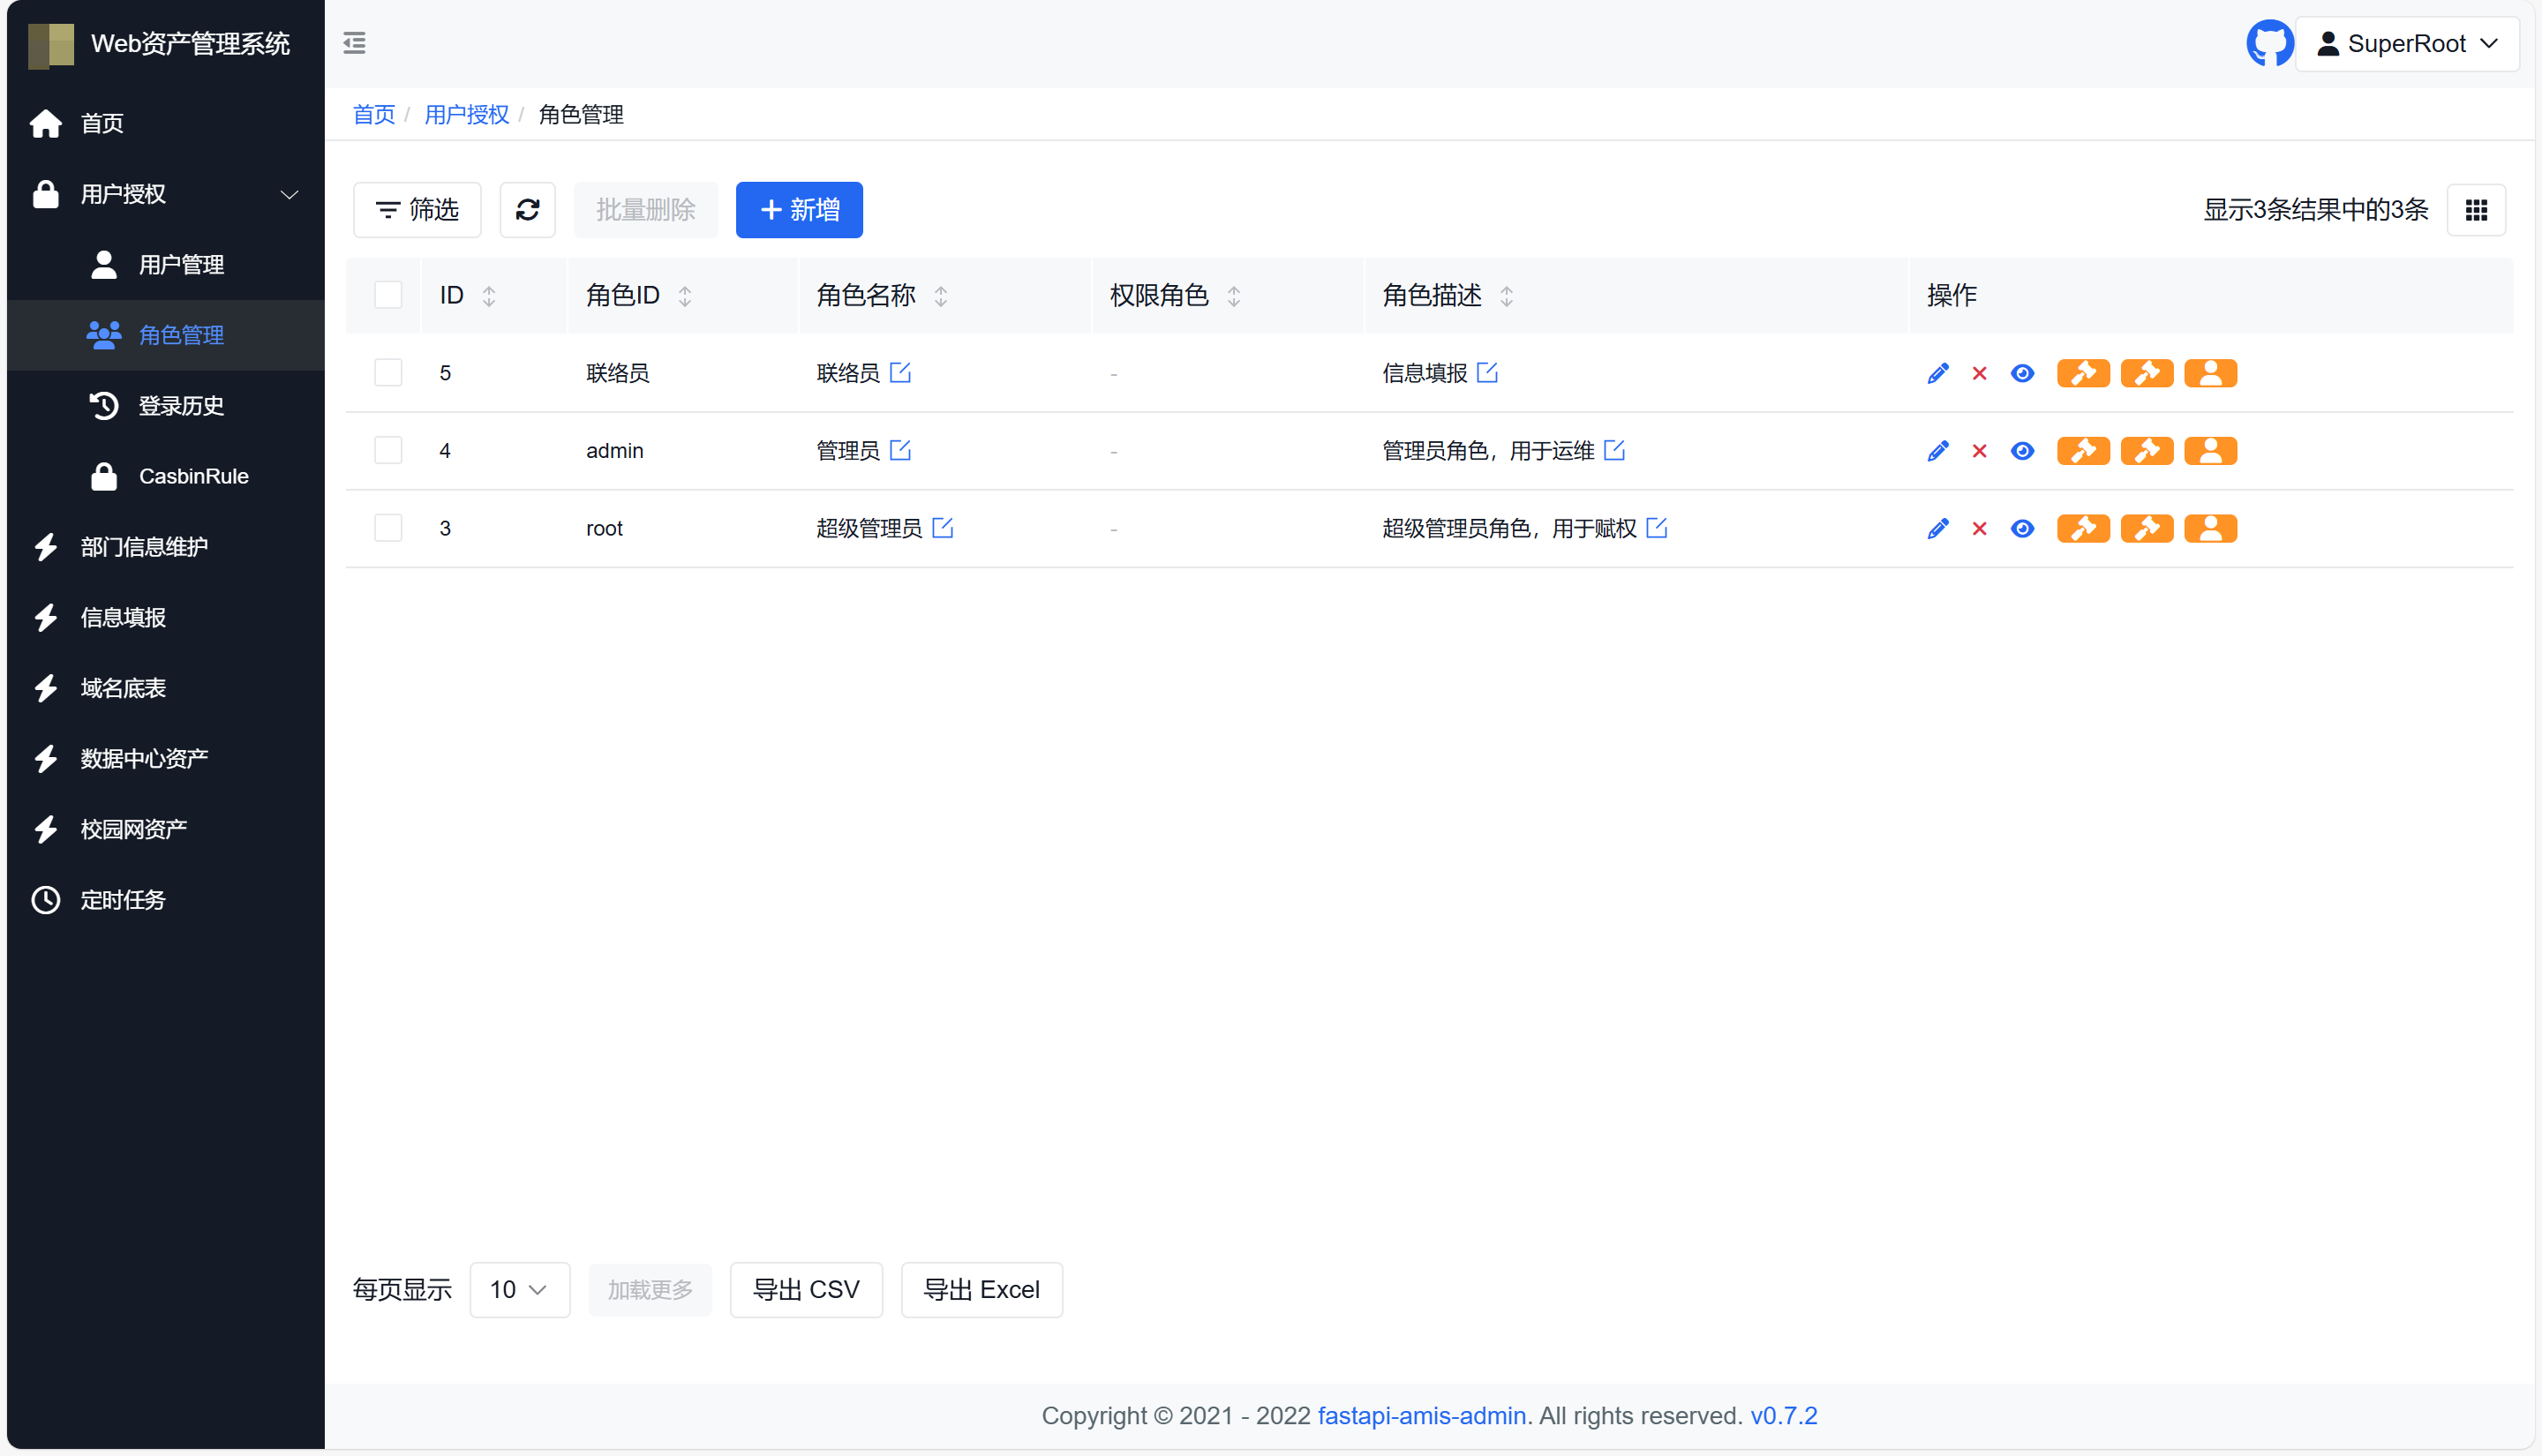 Web资产管理系统
SuperRoot
首页
用户授权
用户管理
角色管理
登录历史
CasbinRule
部门信息维护
信息填报
域名底表
数据中心资产
校园网资产
定时任务
首页 / 用户授权 / 角色管理
筛选 批量删除 新增 显示3条结果中的3条
ID 角色ID 角色名称 权限角色 角色描述 操作
5 联络员 联络员 - 信息填报
4 admin 管理员 - 管理员角色，用于运维
3 root 超级管理员 - 超级管理员角色，用于赋权
每页显示 10 加载更多 导出 CSV 导出 Excel
Copyright © 2021 - 2022 fastapi-amis-admin. All rights reserved. v0.7.2